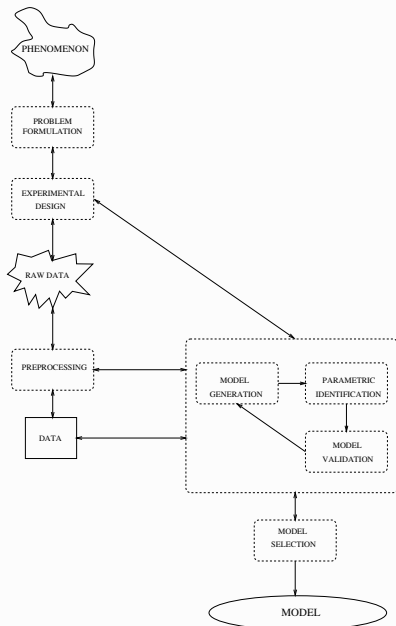 PHENOMENON
PROBLEM
FORMULATION
EXPERIMENTAL
DESIGN
RAW DATA
PREPROCESSING
DATA
MODEL
GENERATION
PARAMETRIC
IDENTIFICATION
MODEL
VALIDATION
MODEL
SELECTION
MODEL